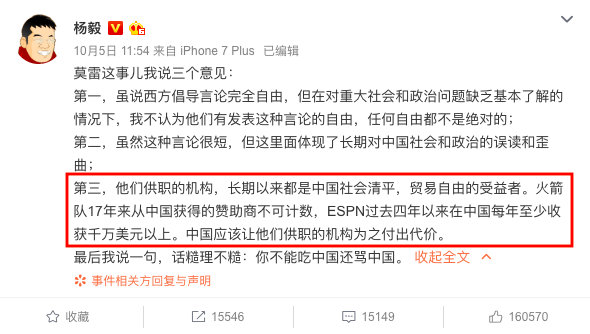 杨毅
10月5日 11:54 来自 iPhone 7 Plus 已编辑
莫雷这事儿我说三个意见：
第一，虽说西方倡导言论完全自由，但在对重大社会和政治问题缺乏基本了解的
情况下，我不认为他们有发表这种言论的自由，任何自由都不是绝对的；
第二，虽然这种言论很短，但这里面体现了长期对中国社会和政治的误读和歪
曲；
第三，他们供职的机构，长期以来都是中国社会清平，贸易自由的受益者。火箭
队17年来从中国获得的赞助商不可计数，ESPN过去四年以来在中国每年至少收
获千万美元以上。中国应该让他们供职的机构为之付出代价。
最后我说一句，话糙理不糙：你不能吃中国还骂中国。 收起全文
事件相关方回复与声明
收藏 15546 15149 160570